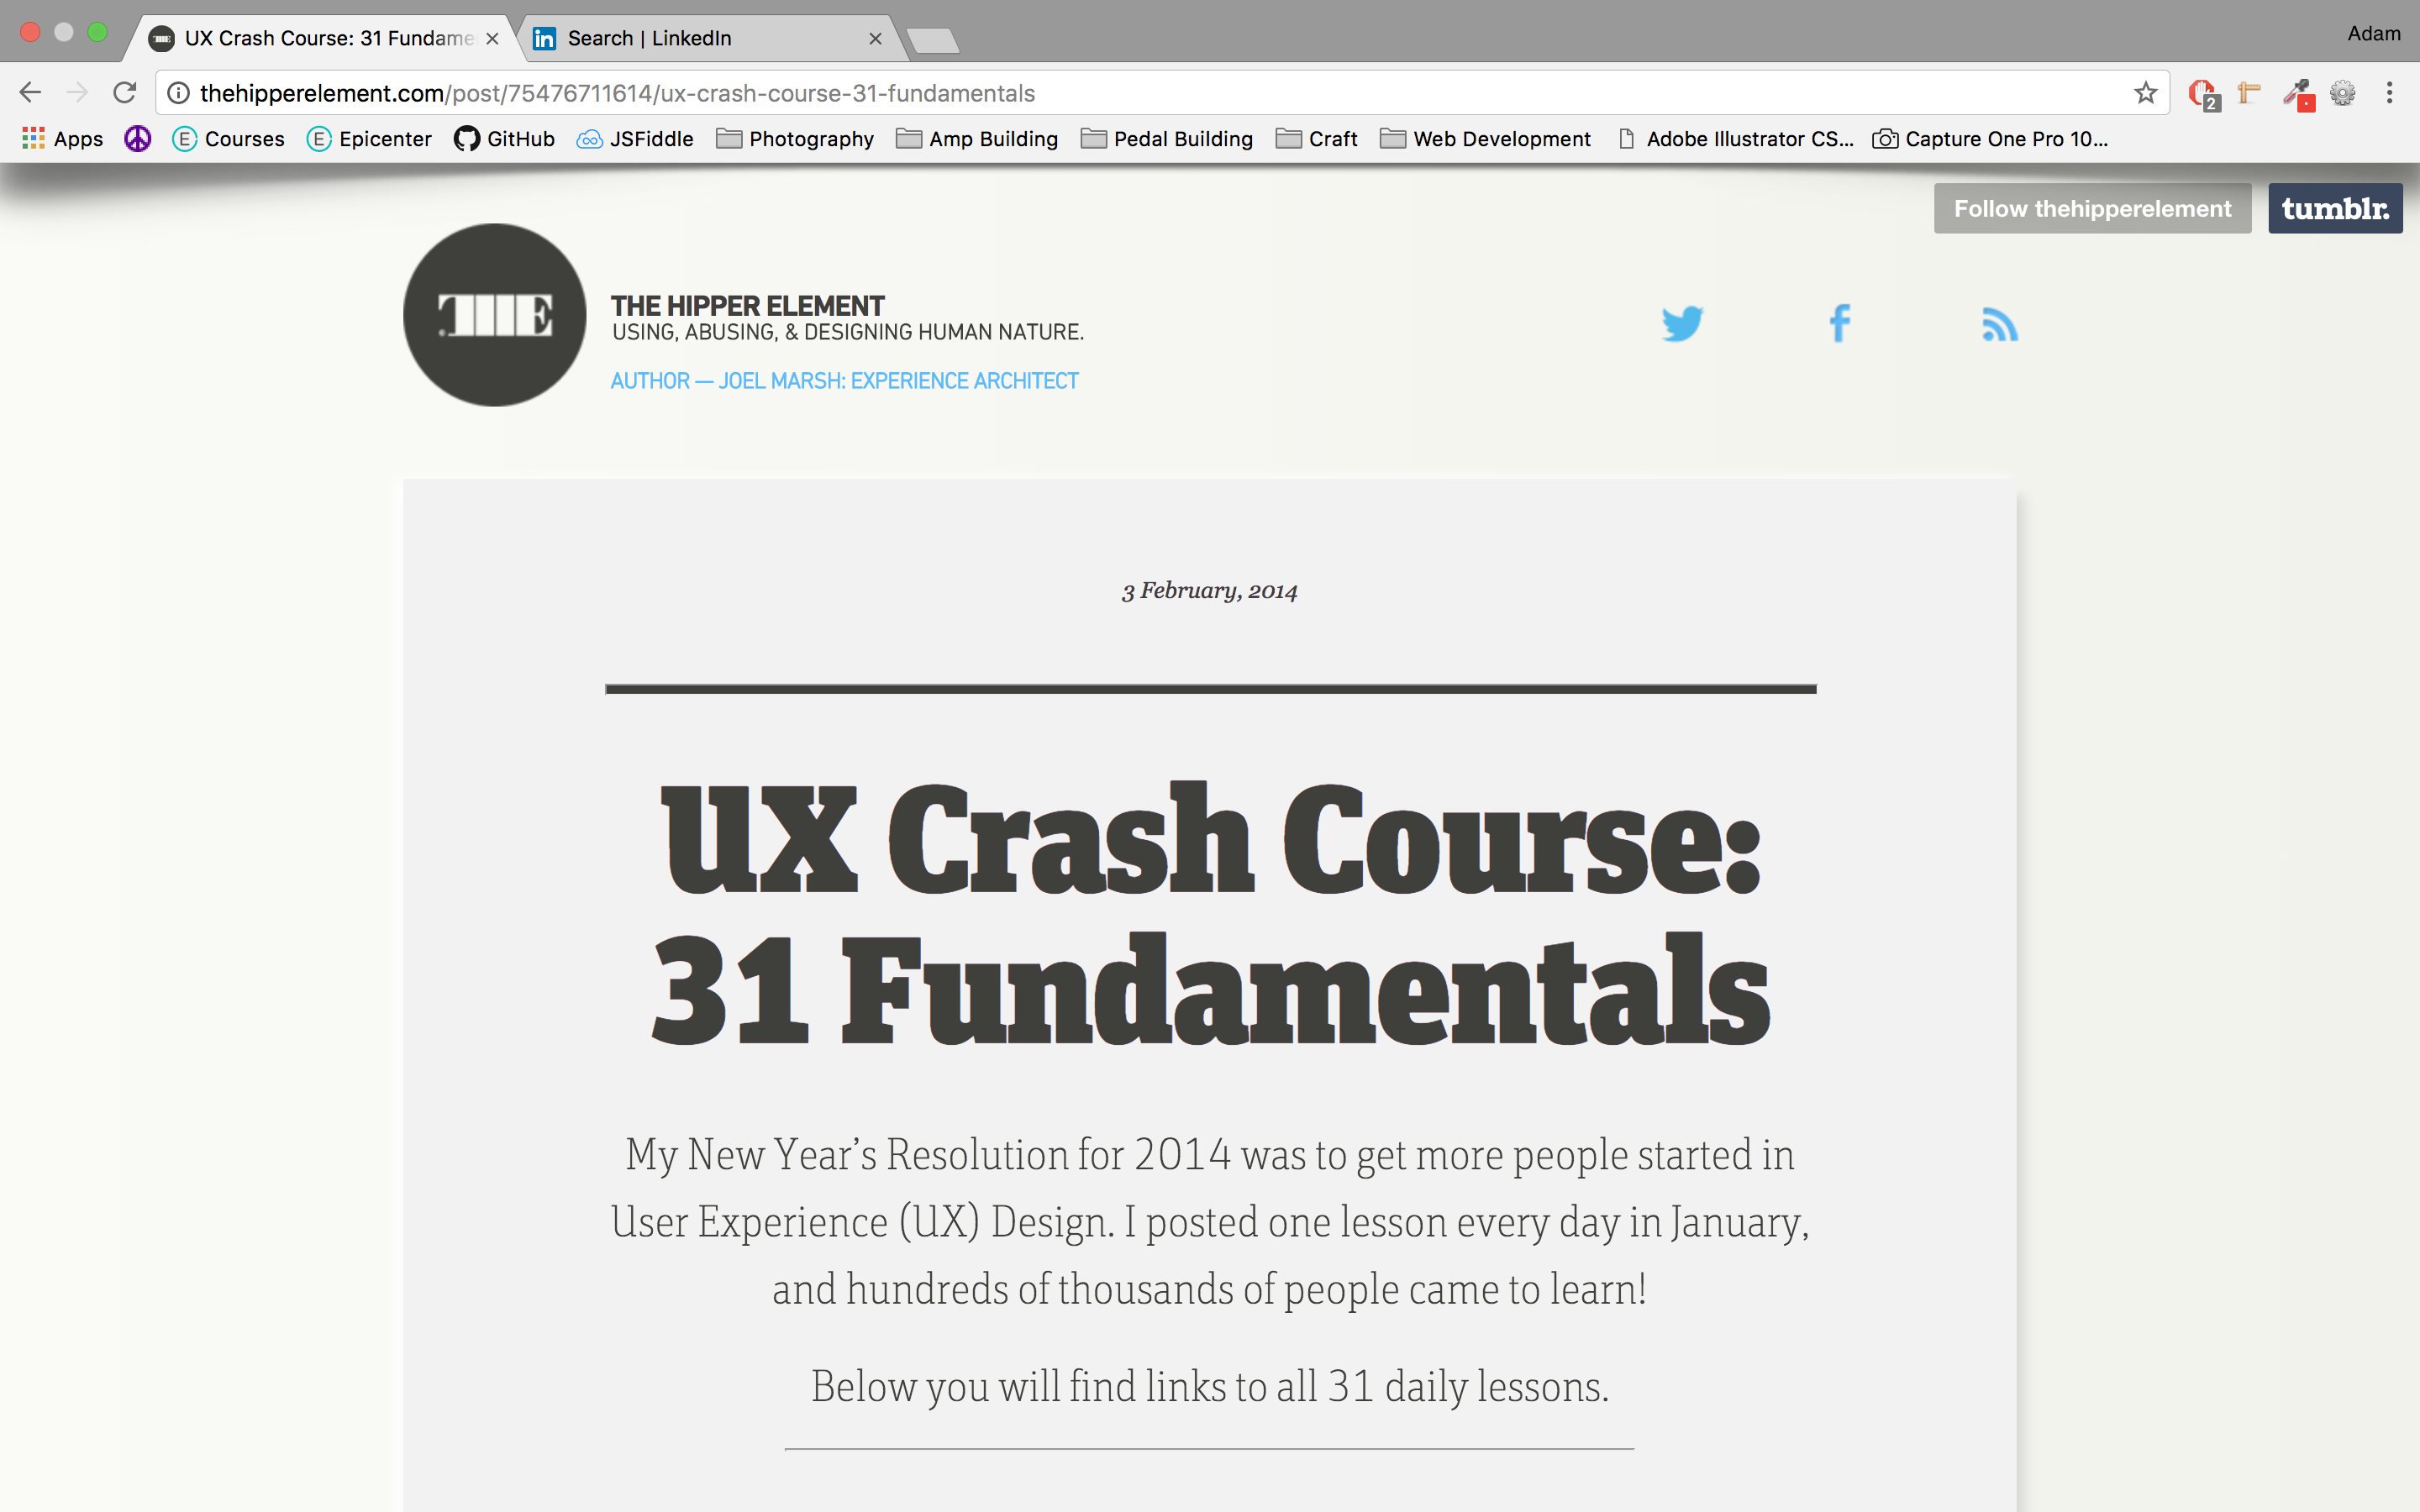 UX Crash Course: 31 Fundame
Search | LinkedIn
Adam
thehipperelement.com/post/75476711614/ux-crash-course-31-fundamentals
2
Apps
Courses
Epicenter
GitHub
JSFiddle
Photography
Amp Building
Pedal Building
Craft
Web Development
Adobe Illustrator CS...
Capture One Pro 10...
Follow thehipperelement
tumblr.
THE
THE HIPPER ELEMENT
USING, ABUSING, & DESIGNING HUMAN NATURE.
AUTHOR — JOEL MARSH: EXPERIENCE ARCHITECT
3 February, 2014
UX Crash Course:
31 Fundamentals
My New Year’s Resolution for 2014 was to get more people started in
User Experience (UX) Design. I posted one lesson every day in January,
and hundreds of thousands of people came to learn!
Below you will find links to all 31 daily lessons.